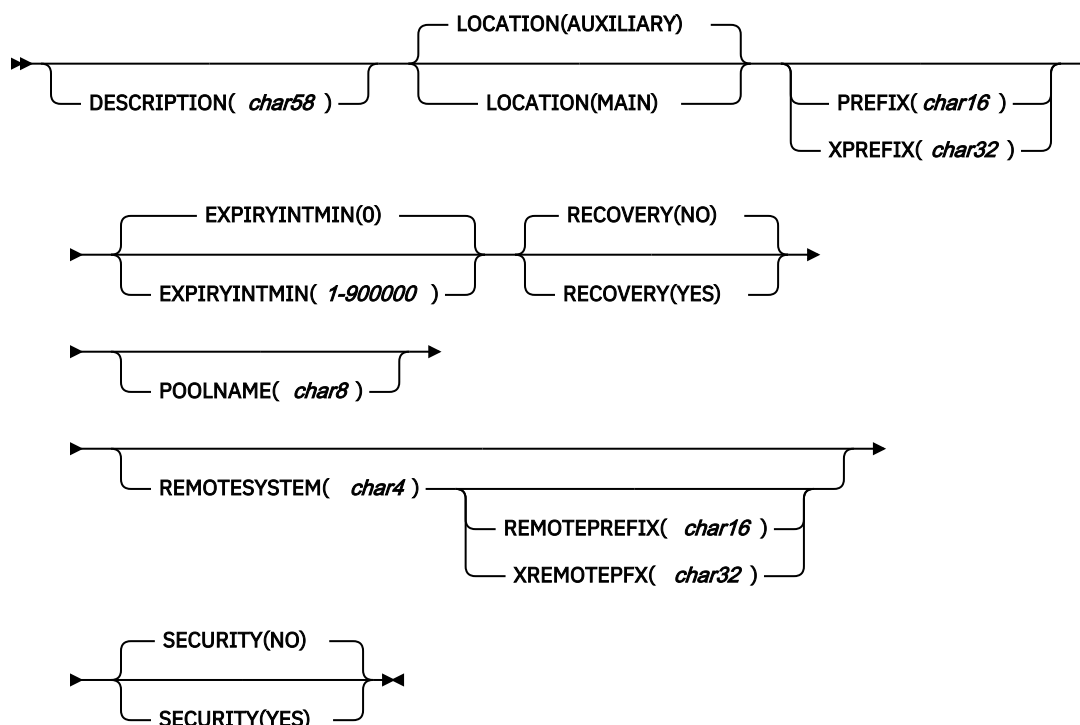 LOCATION(AUXILIARY)
DESCRIPTION( char58 )
LOCATION(MAIN)
PREFIX( char16 )
XPREFIX( char32 )
EXPIRYINTMIN(0)
EXPIRYINTMIN( 1-900000 )
RECOVERY(NO)
RECOVERY(YES)
POOLNAME( char8 )
REMOTESYSTEM( char4 )
REMOTEPREFIX( char16 )
XREMOTEPFX( char32 )
SECURITY(NO)
SECURITY(YES)